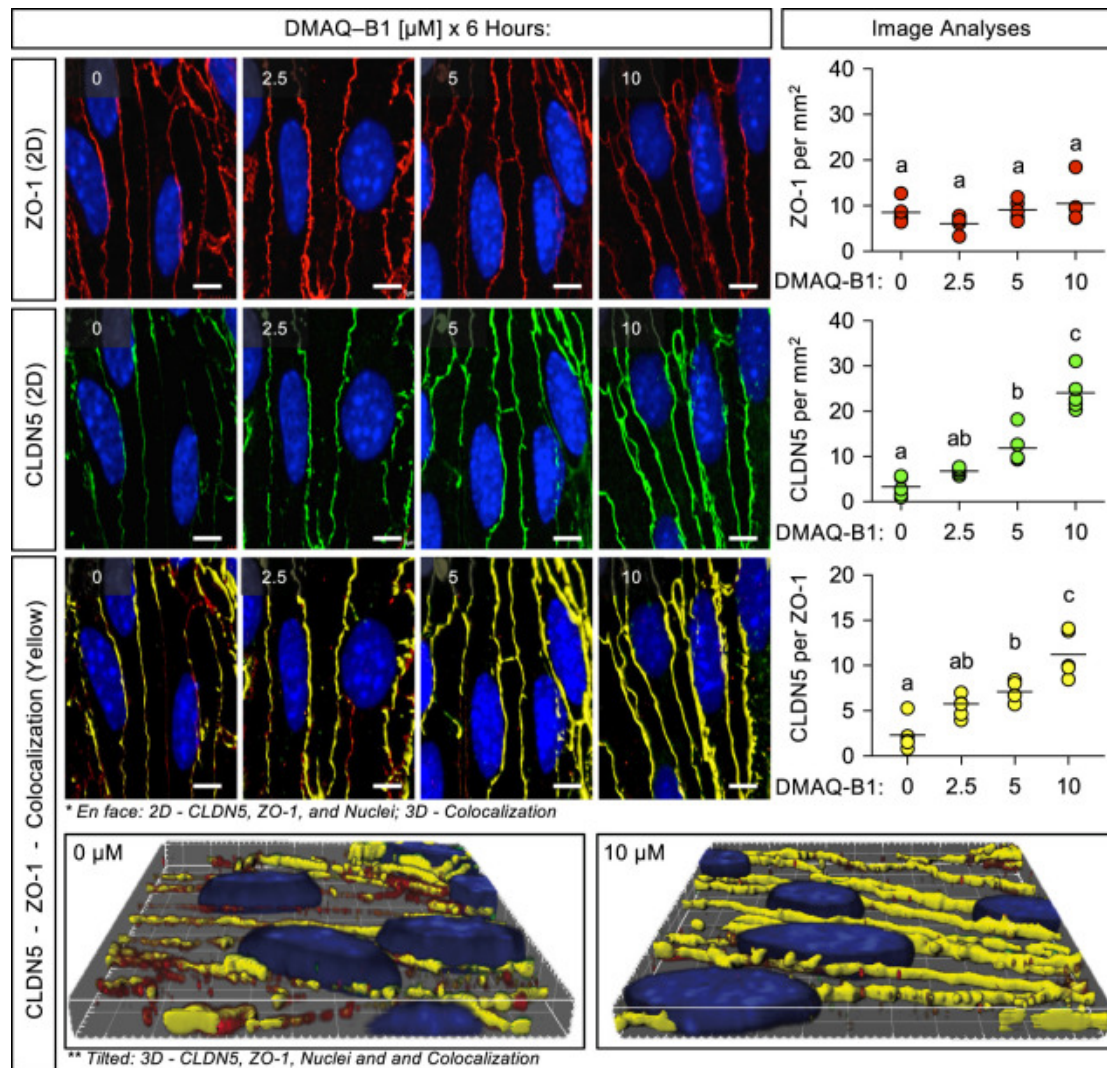 DMAQ–B1 [µM] x 6 Hours:
Image Analyses
ZO-1 (2D)
0
2.5
5
10
ZO-1 per mm²
40
30
20
10
0
a
a
a
a
DMAQ-B1: 0 2.5 5 10
CLDN5 (2D)
0
2.5
5
10
CLDN5 per mm²
40
30
20
10
0
a
ab
b
c
DMAQ-B1: 0 2.5 5 10
CLDN5 - ZO-1 - Colocalization (Yellow)
0
2.5
5
10
CLDN5 per ZO-1
20
15
10
5
0
a
ab
b
c
DMAQ-B1: 0 2.5 5 10
* En face: 2D - CLDN5, ZO-1, and Nuclei; 3D - Colocalization
0 µM
10 µM
** Tilted: 3D - CLDN5, ZO-1, Nuclei and and Colocalization